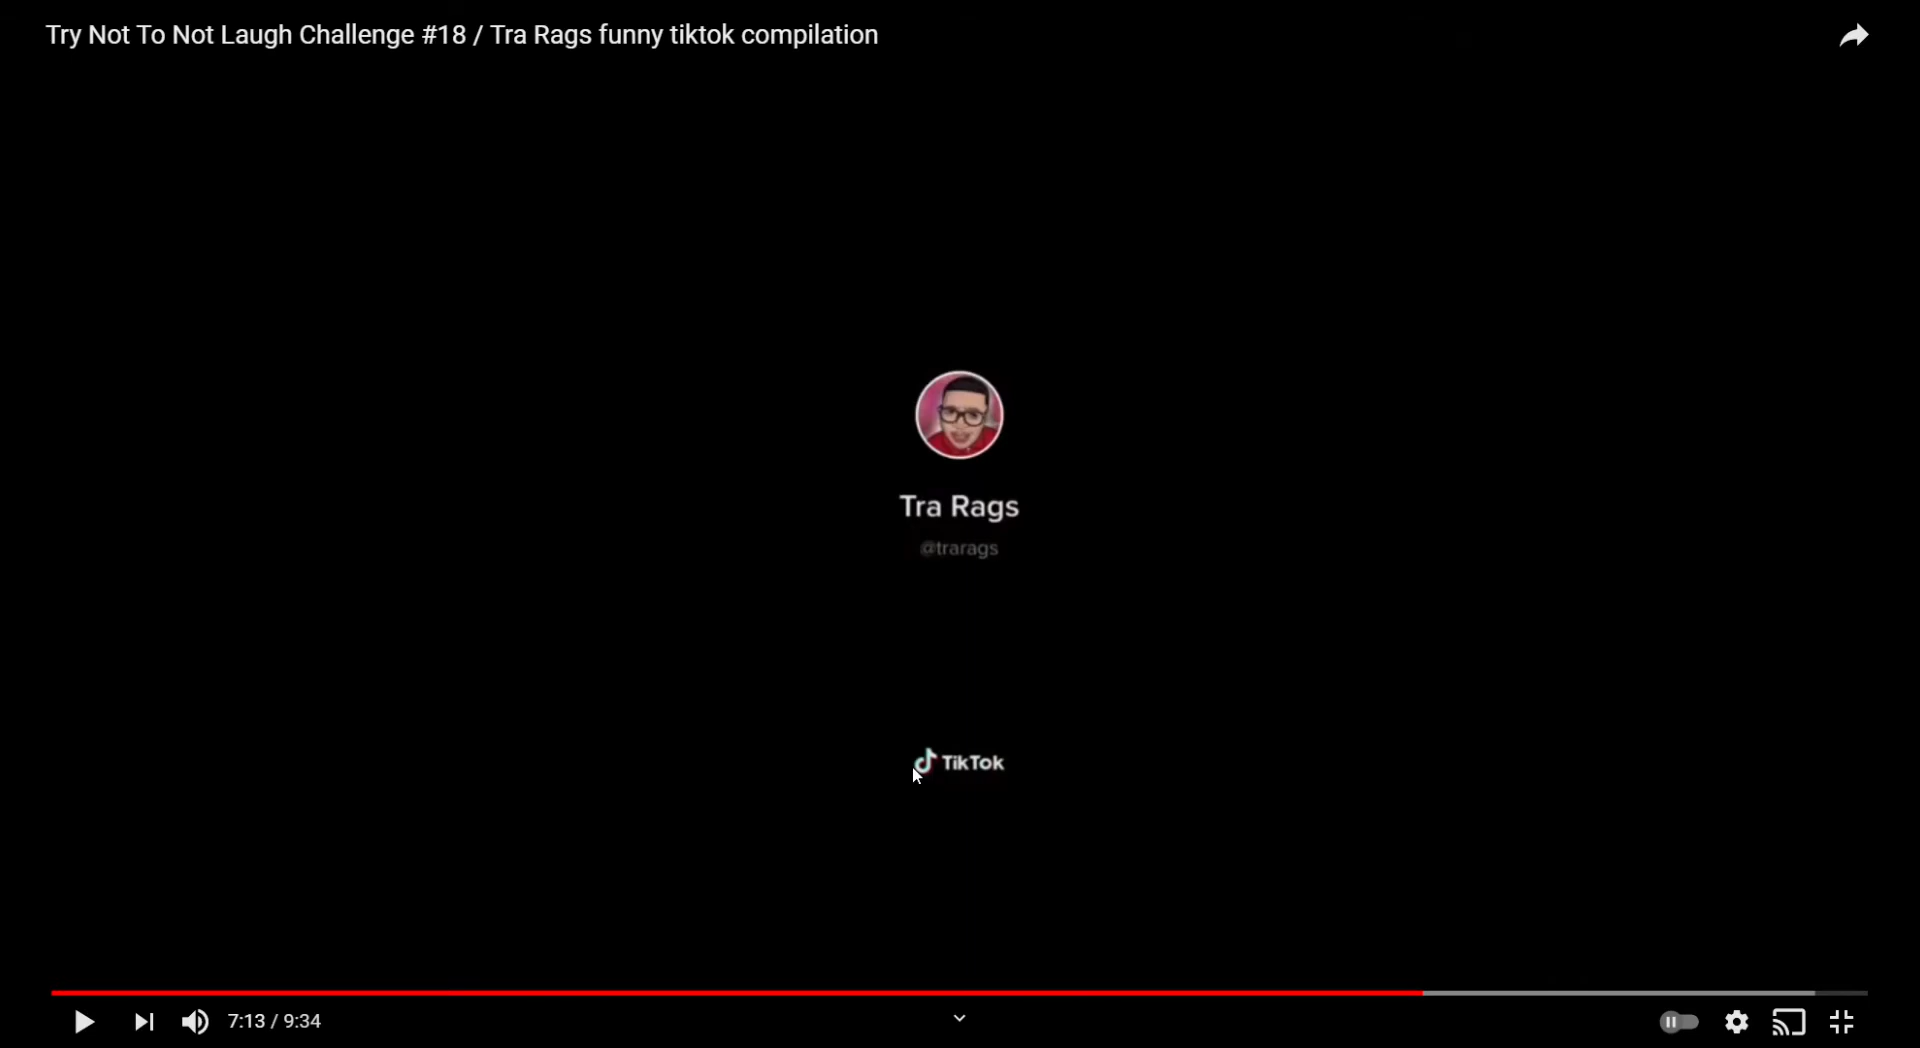 Try Not To Not Laugh Challenge #18 / Tra Rags funny tiktok compilation
Tra Rags
@trarags
TikTok
7:13 / 9:34